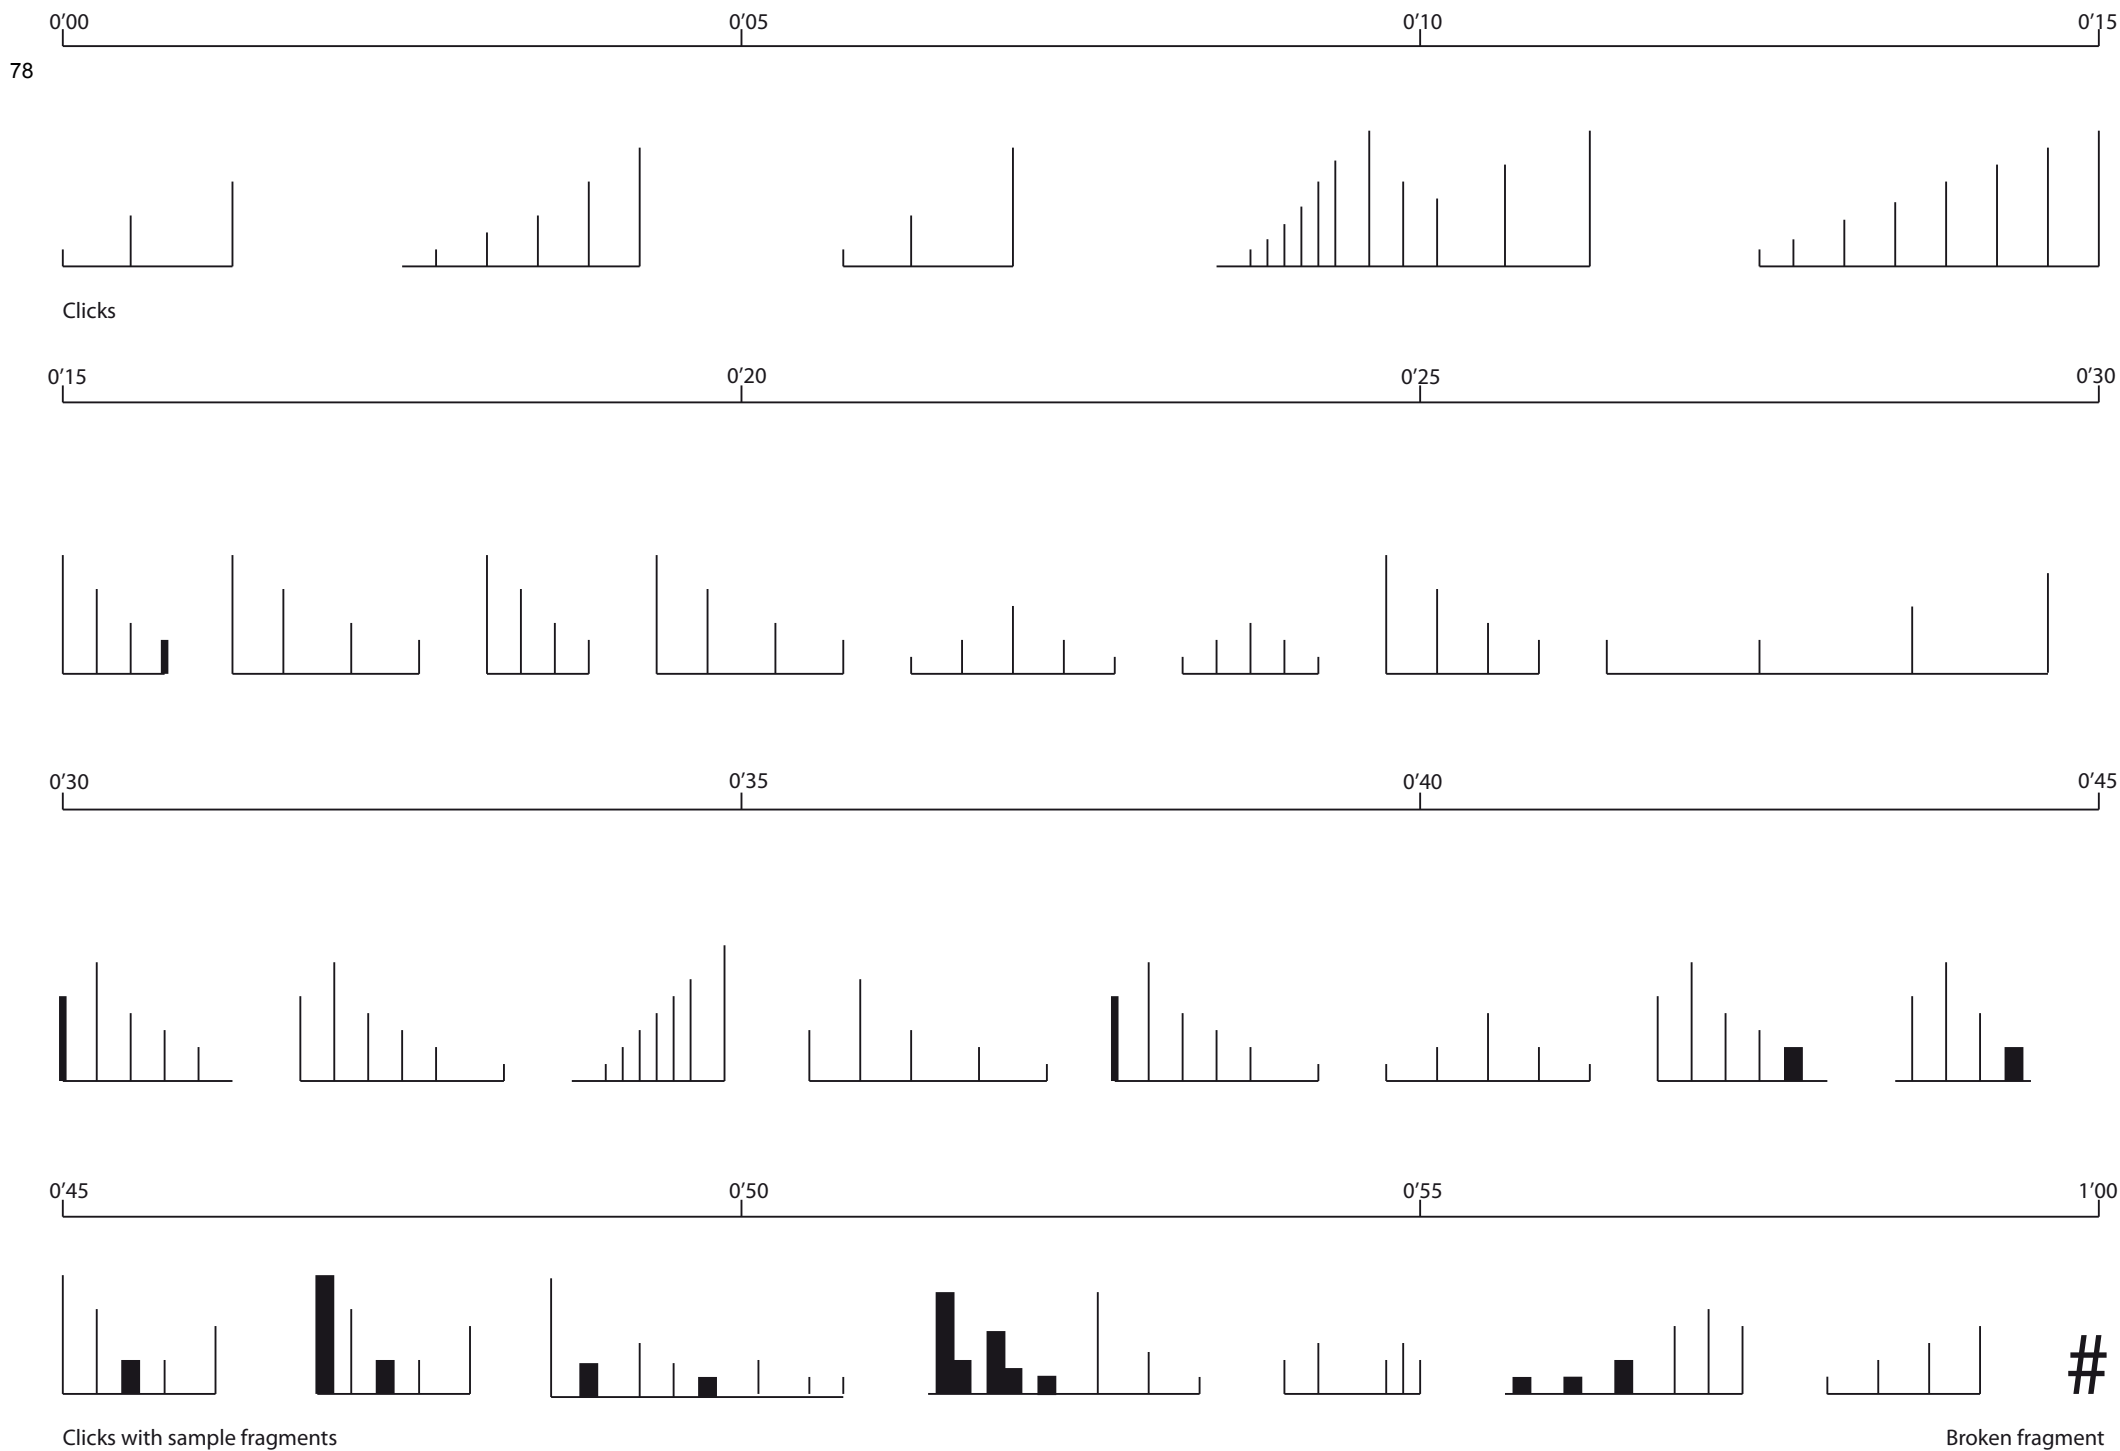 0’00 0’05 0’10 0’15
78
Clicks
0’15 0’20 0’25 0’30
0’30 0’35 0’40 0’45
0’45 0’50 0’55 1’00
#
Clicks with sample fragments Broken fragment